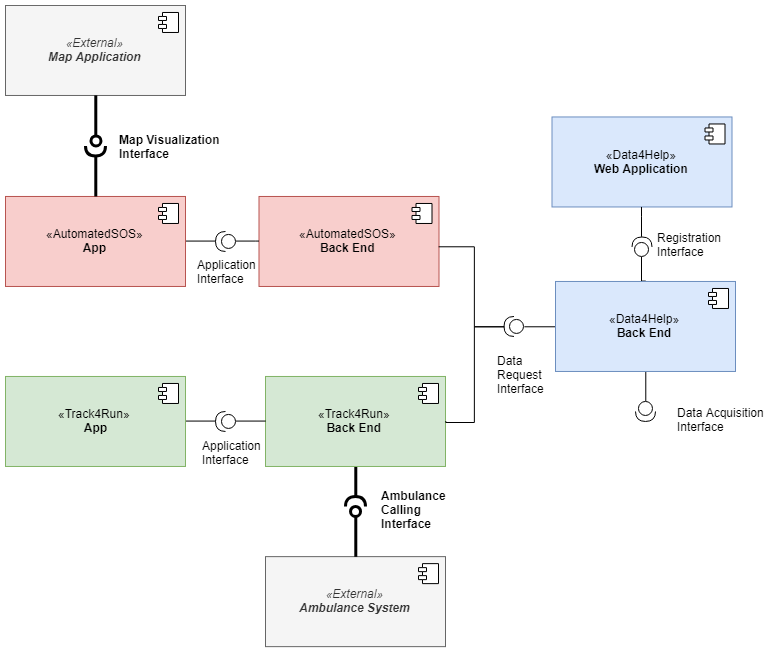 «External»
Map Application
Map Visualization
Interface
«Data4Help»
Web Application
«AutomatedSOS»
App
Application
Interface
«AutomatedSOS»
Back End
Registration
Interface
«Data4Help»
Back End
Data
Request
Interface
Data Acquisition
Interface
«Track4Run»
App
Application
Interface
«Track4Run»
Back End
Ambulance
Calling
Interface
«External»
Ambulance System